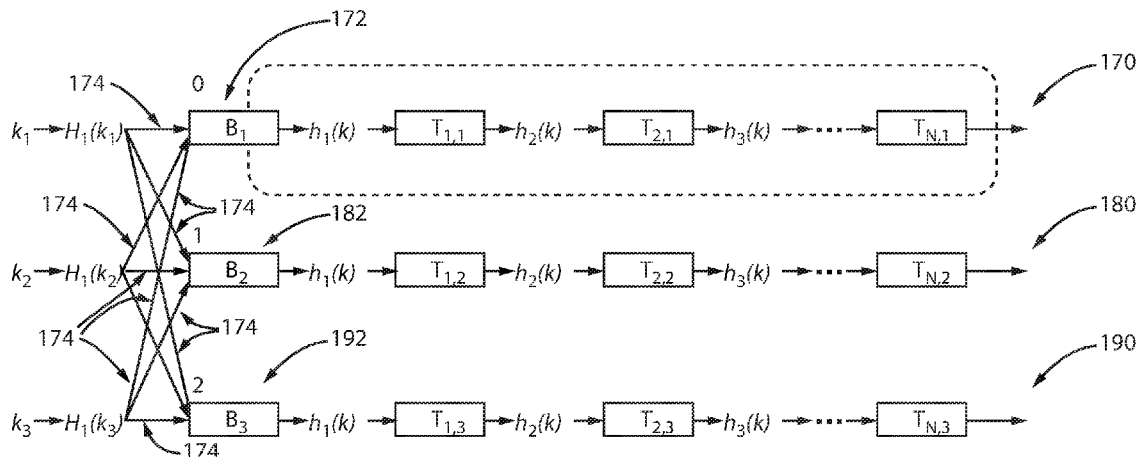 172
174 0 170
k1 H1(k1) B1 h1(k) T1,1 h2(k) T2,1 h3(k) ... TN,1
174 174 182 180
1
k2 H1(k2) B2 h1(k) T1,2 h2(k) T2,2 h3(k) ... TN,2
174 174 192 190
2
k3 H1(k3) B3 h1(k) T1,3 h2(k) T2,3 h3(k) ... TN,3
174